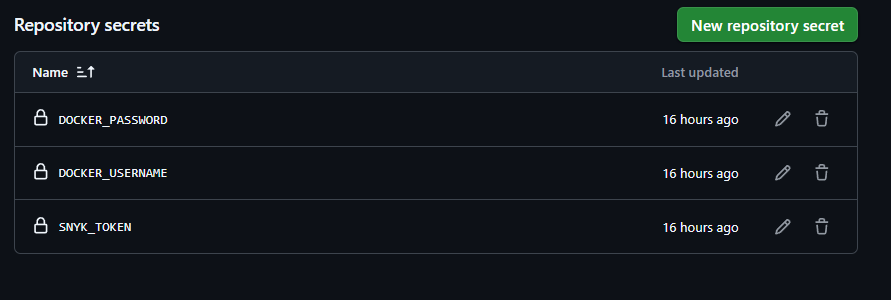 Repository secrets
New repository secret
Name Last updated
DOCKER_PASSWORD 16 hours ago
DOCKER_USERNAME 16 hours ago
SNYK_TOKEN 16 hours ago